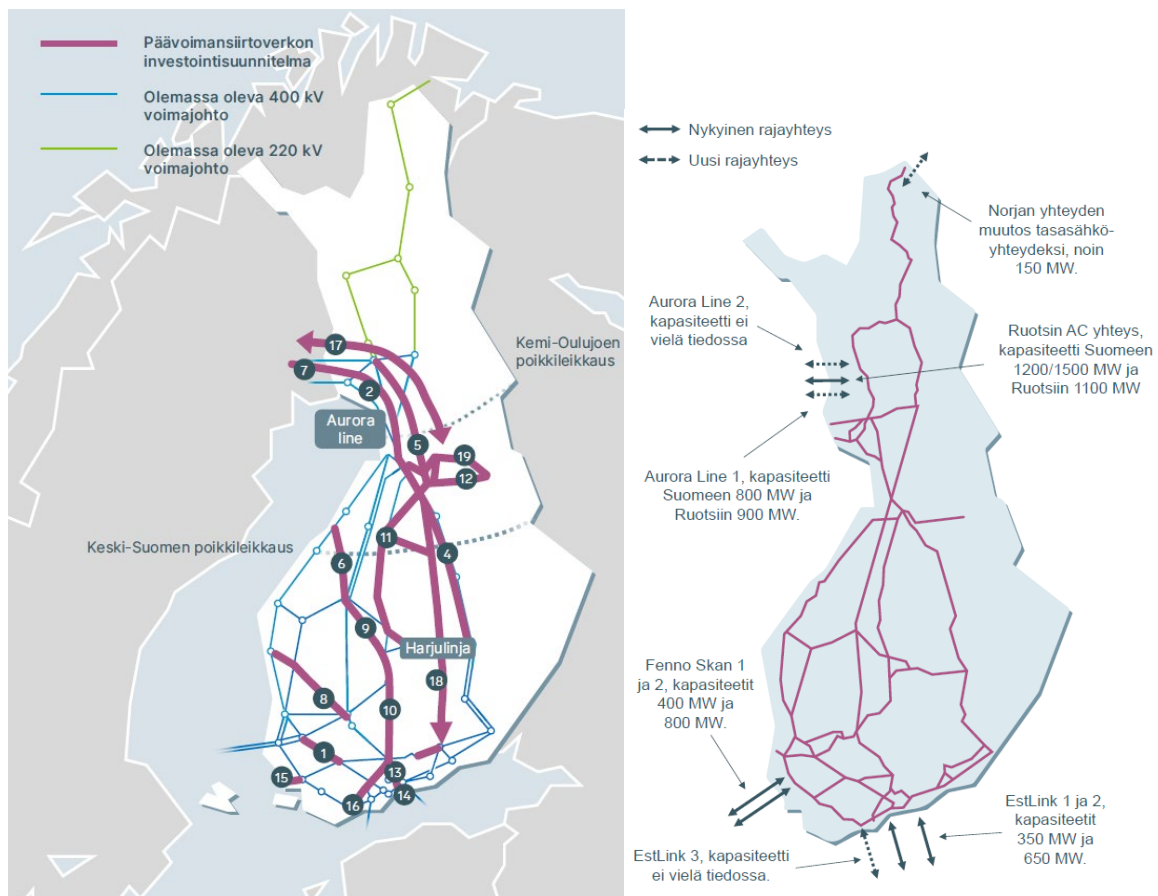 Päävoimansiirtoverkon
investointisuunnitelma
Olemassa oleva 400 kV
voimajohto
Olemassa oleva 220 kV
voimajohto
17
7
2
Kemi-Oulujoen
poikkileikkaus
Aurora
line
5
19
12
11
4
Keski-Suomen poikkileikkaus
6
9
Harjulinja
18
8
10
1
15
13
14
16
Nykyinen rajayhteys
Uusi rajayhteys
Norjan yhteyden
muutos tasasähkö-
yhteydeksi, noin
150 MW.
Aurora Line 2,
kapasiteetti ei
vielä tiedossa
Ruotsin AC yhteys,
kapasiteetti Suomeen
1200/1500 MW ja
Ruotsiin 1100 MW
Aurora Line 1, kapasiteetti
Suomeen 800 MW ja
Ruotsiin 900 MW.
Fenno Skan 1
ja 2, kapasiteetit
400 MW ja
800 MW.
EstLink 1 ja 2,
kapasiteetit
350 MW ja
650 MW.
EstLink 3, kapasiteetti
ei vielä tiedossa.